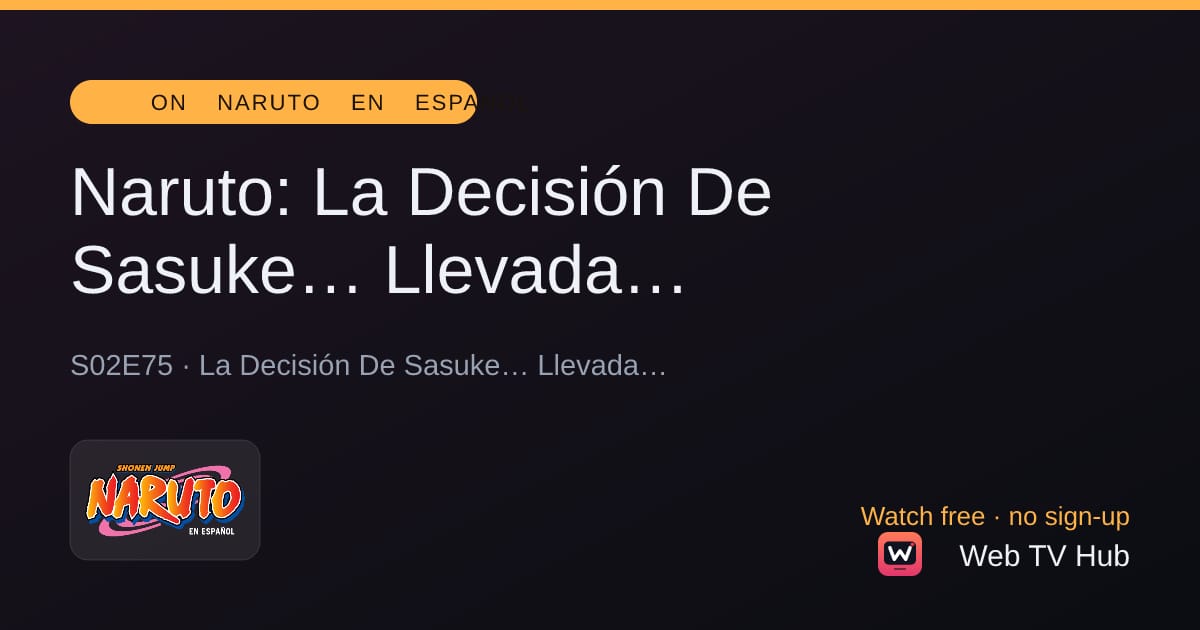 ON NARUTO EN ESPAÑOL
Naruto: La Decisión De
Sasuke… Llevada…
S02E75 · La Decisión De Sasuke… Llevada…
SHONEN JUMP
NARUTO
EN ESPAÑOL
Watch free · no sign-up
W
Web TV Hub